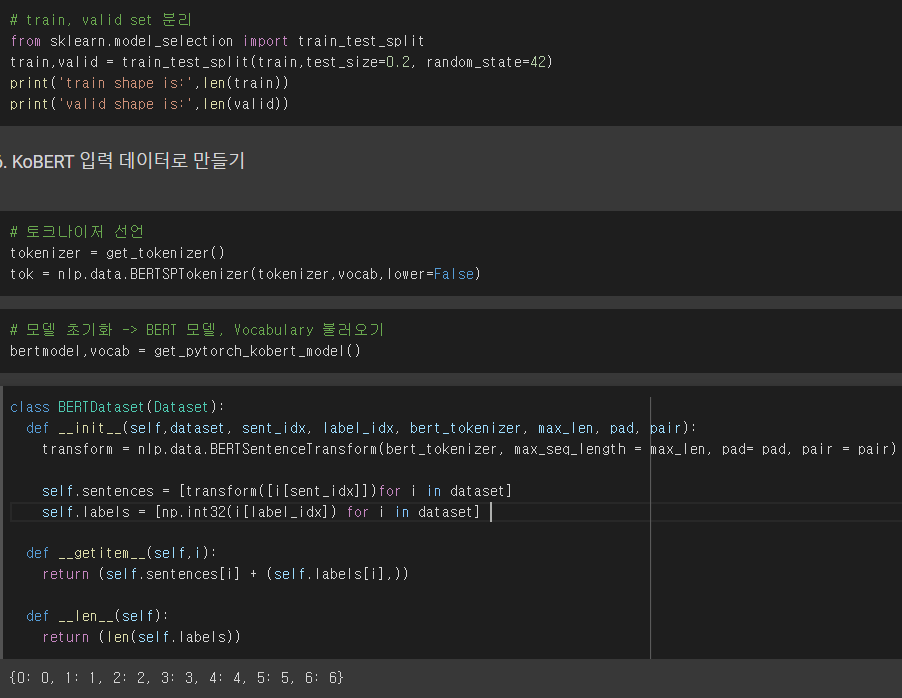 # train, valid set 분리
from sklearn.model_selection import train_test_split
train,valid = train_test_split(train,test_size=0.2, random_state=42)
print('train shape is:',len(train))
print('valid shape is:',len(valid))
6. KoBERT 입력 데이터로 만들기
# 토크나이저 선언
tokenizer = get_tokenizer()
tok = nlp.data.BERTSPTokenizer(tokenizer,vocab,lower=False)
# 모델 초기화 -> BERT 모델, Vocabulary 불러오기
bertmodel,vocab = get_pytorch_kobert_model()
class BERTDataset(Dataset):
  def __init__(self,dataset, sent_idx, label_idx, bert_tokenizer, max_len, pad, pair):
    transform = nlp.data.BERTSentenceTransform(bert_tokenizer, max_seq_length = max_len, pad= pad, pair = pair)
    self.sentences = [transform([i[sent_idx]])for i in dataset]
    self.labels = [np.int32(i[label_idx]) for i in dataset]
  def __getitem__(self,i):
    return (self.sentences[i] + (self.labels[i],))
  def __len__(self):
    return (len(self.labels))
{0: 0, 1: 1, 2: 2, 3: 3, 4: 4, 5: 5, 6: 6}